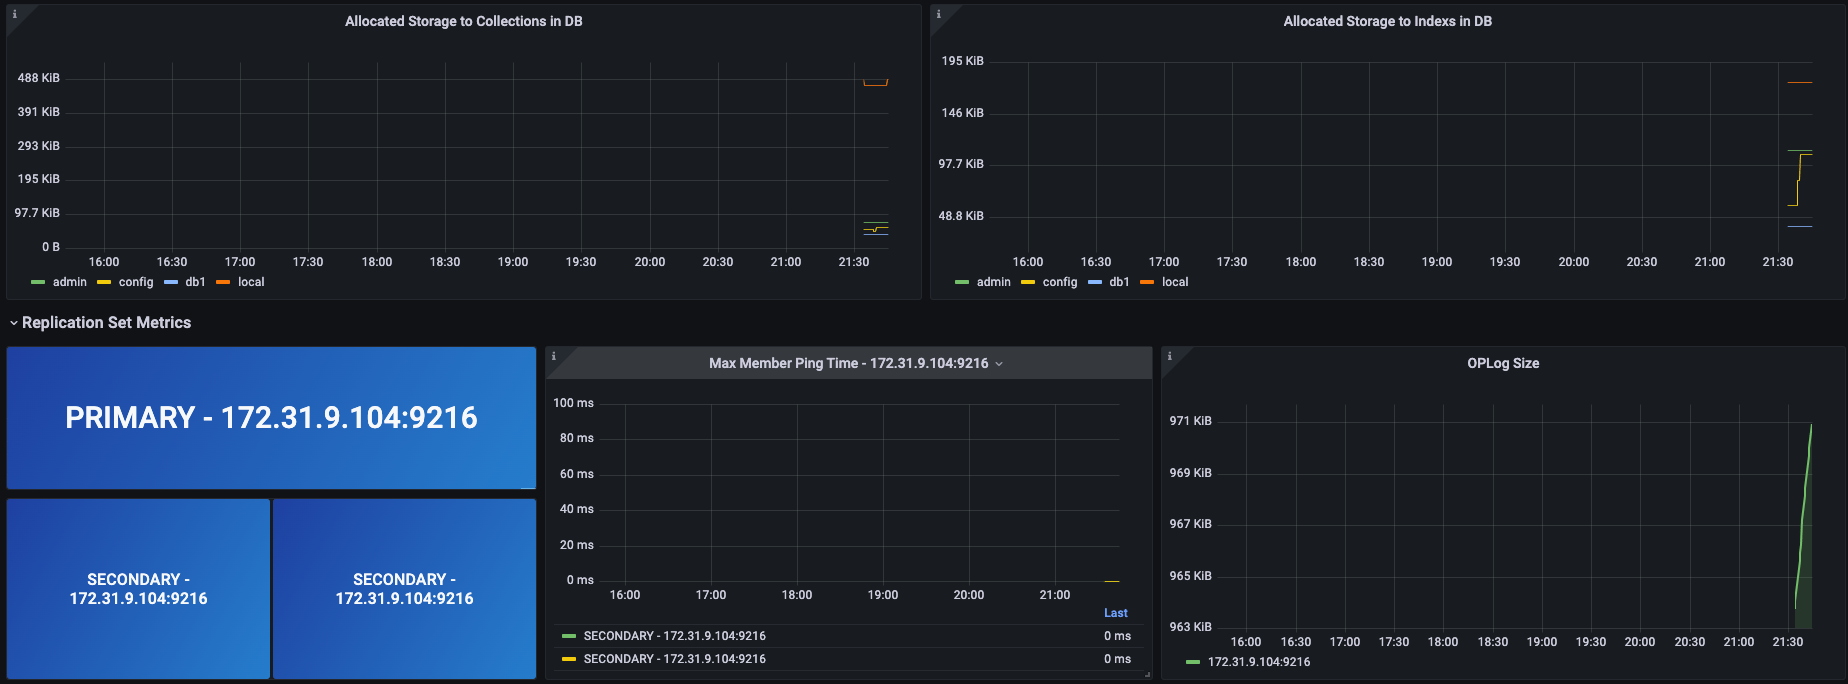 Allocated Storage to Collections in DB
488 KiB
391 KiB
293 KiB
195 KiB
97.7 KiB
0 B
16:00 16:30 17:00 17:30 18:00 18:30 19:00 19:30 20:00 20:30 21:00 21:30
admin config db1 local
Allocated Storage to Indexs in DB
195 KiB
146 KiB
97.7 KiB
48.8 KiB
16:00 16:30 17:00 17:30 18:00 18:30 19:00 19:30 20:00 20:30 21:00 21:30
admin config db1 local
Replication Set Metrics
PRIMARY - 172.31.9.104:9216
SECONDARY -
172.31.9.104:9216
SECONDARY -
172.31.9.104:9216
Max Member Ping Time - 172.31.9.104:9216
100 ms
80 ms
60 ms
40 ms
20 ms
0 ms
16:00 17:00 18:00 19:00 20:00 21:00
Last
SECONDARY - 172.31.9.104:9216 0 ms
SECONDARY - 172.31.9.104:9216 0 ms
OPLog Size
971 KiB
969 KiB
967 KiB
965 KiB
963 KiB
16:00 16:30 17:00 17:30 18:00 18:30 19:00 19:30 20:00 20:30 21:00 21:30
172.31.9.104:9216